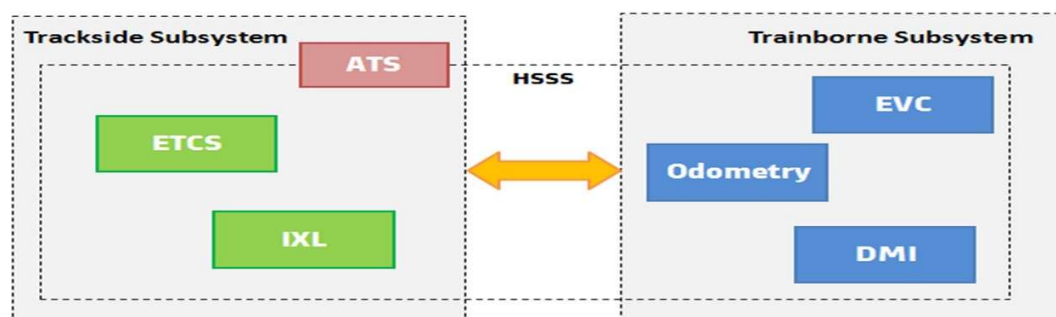 Trackside Subsystem
Trainborne Subsystem
ATS
HSSS
EVC
ETCS
Odometry
IXL
DMI